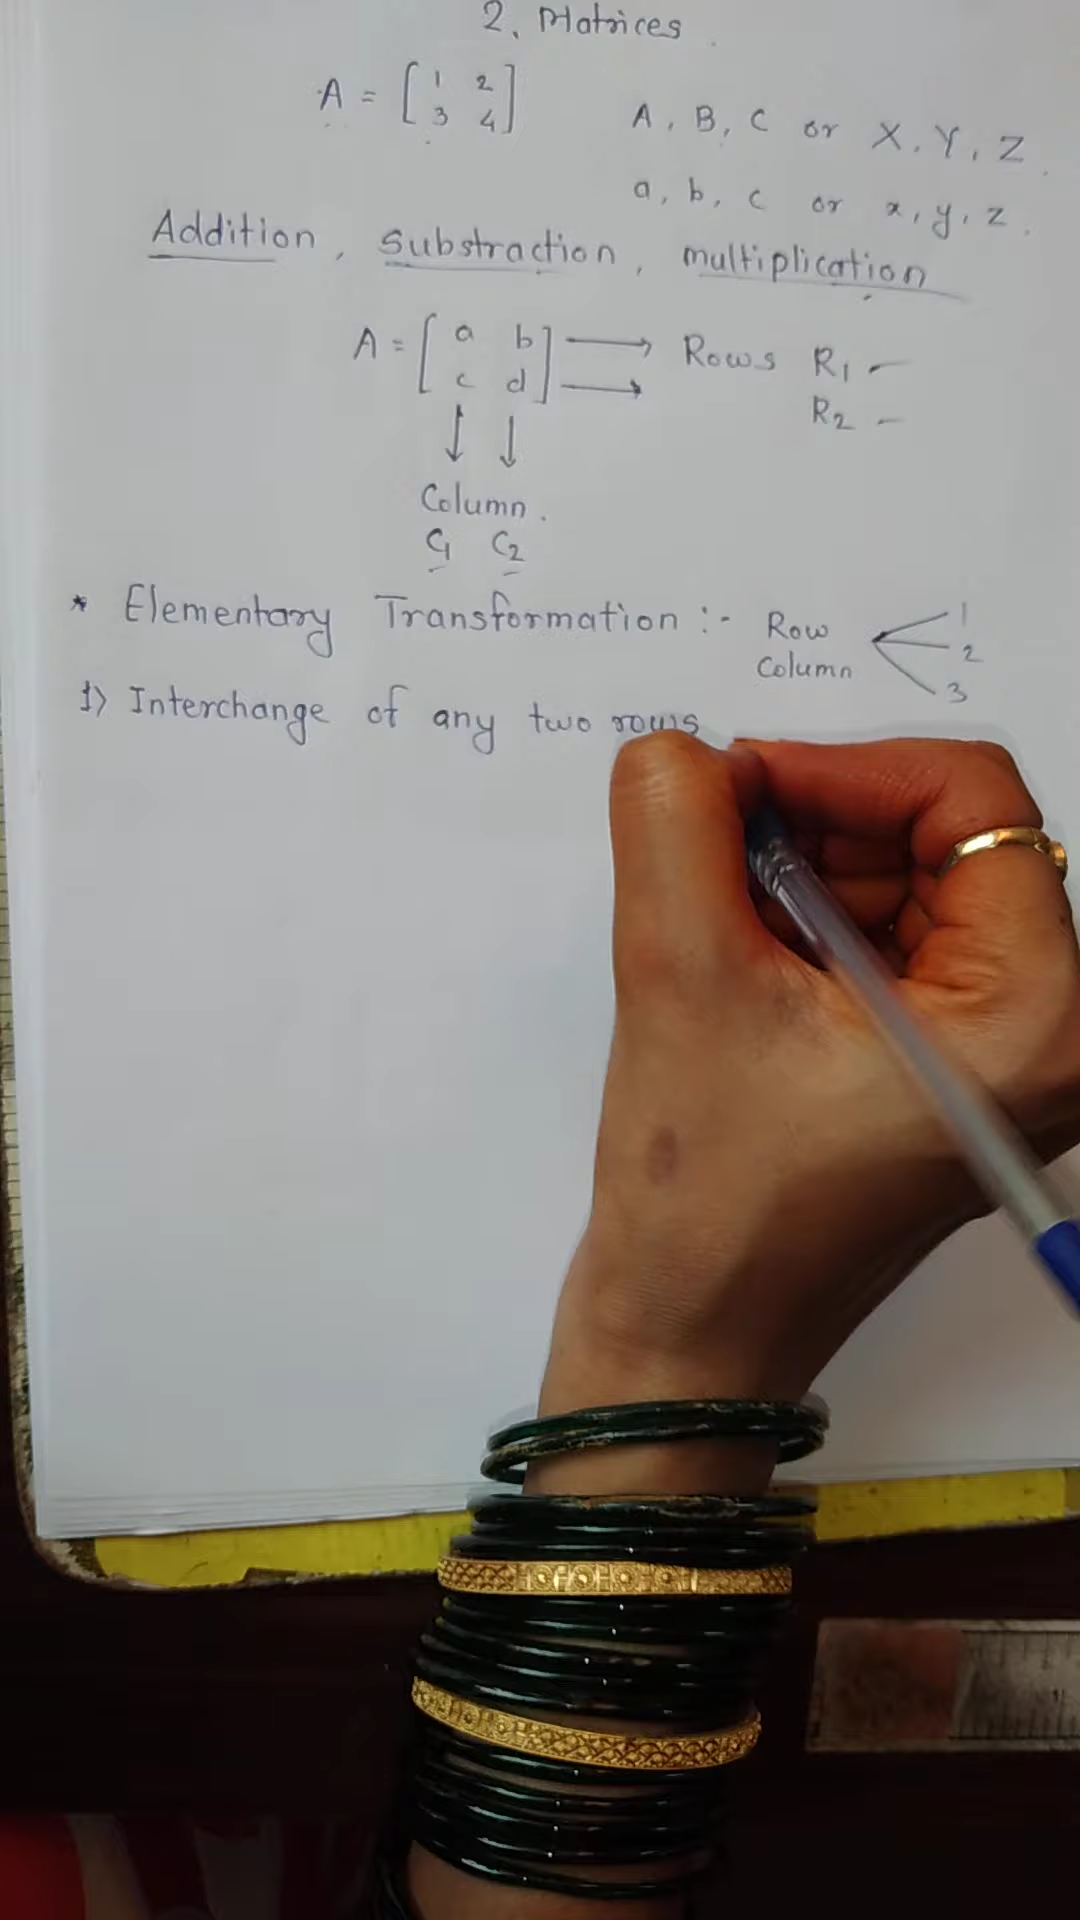 2. Matrices
A = [ 1 2
3 4 ]
A, B, C or X, Y, Z
a, b, c or x, y, z.
Addition, Substraction, multiplication
A = [ a b
c d ]
Rows R1
R2
Column.
C1 C2
* Elementary Transformation :- Row
Column
1
2
3
1) Interchange of any two rows